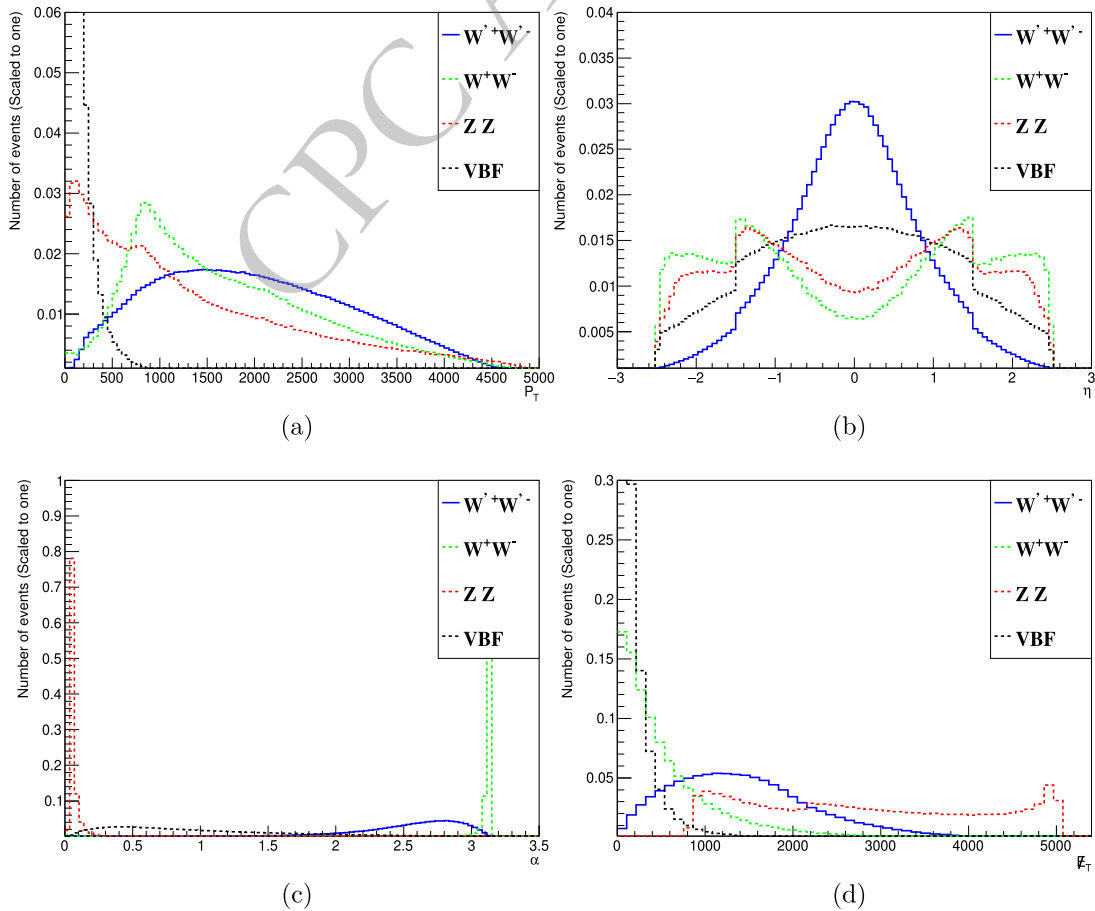 CPC A
Number of events (Scaled to one)
0.06
0.05
0.04
0.03
0.02
0.01
0 500 1000 1500 2000 2500 3000 3500 4000 4500 5000
P_T
W'+W'-
W+W-
Z Z
VBF
(a)
Number of events (Scaled to one)
0.04
0.035
0.03
0.025
0.02
0.015
0.01
0.005
−3 −2 −1 0 1 2 3
η
W'+W'-
W+W-
Z Z
VBF
(b)
Number of events (Scaled to one)
1
0.9
0.8
0.7
0.6
0.5
0.4
0.3
0.2
0.1
0 0.5 1 1.5 2 2.5 3 3.5
α
W'+W'-
W+W-
Z Z
VBF
(c)
Number of events (Scaled to one)
0.3
0.25
0.2
0.15
0.1
0.05
0 1000 2000 3000 4000 5000
E̸_T
W'+W'-
W+W-
Z Z
VBF
(d)